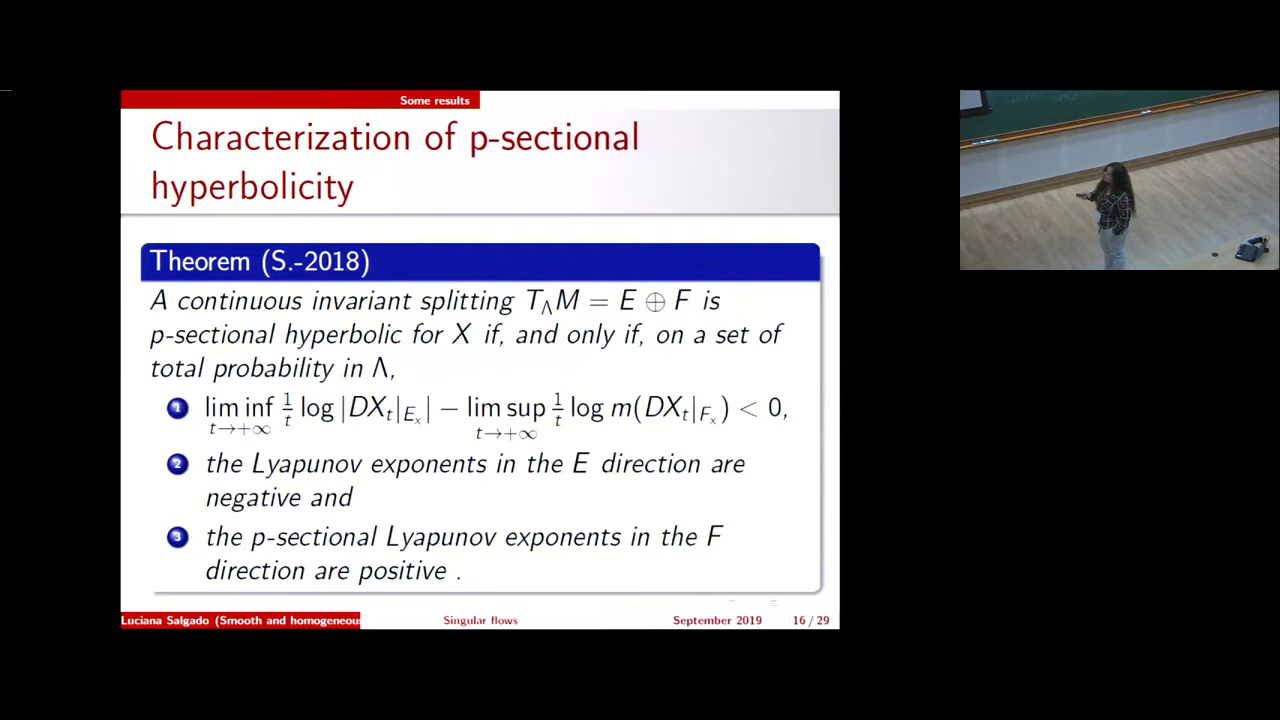 Some results
Characterization of p-sectional
hyperbolicity
Theorem (S.-2018)
A continuous invariant splitting T_Λ M = E ⊕ F is
p-sectional hyperbolic for X if, and only if, on a set of
total probability in Λ,
1 lim inf_{t→+∞} 1/t log |DX_t|_{E_x}| − lim sup_{t→+∞} 1/t log m(DX_t|_{F_x}) < 0,
2 the Lyapunov exponents in the E direction are
negative and
3 the p-sectional Lyapunov exponents in the F
direction are positive .
Luciana Salgado (Smooth and homogeneous Singular flows September 2019 16 / 29